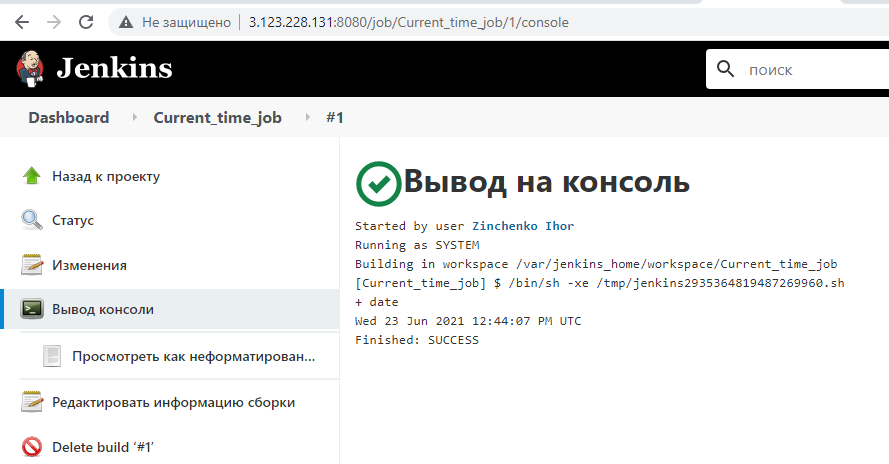 Не защищено | 3.123.228.131:8080/job/Current_time_job/1/console
Jenkins
поиск
Dashboard Current_time_job #1
Назад к проекту
Статус
Изменения
Вывод консоли
Просмотреть как неформатирован...
Редактировать информацию сборки
Delete build ‘#1’
Вывод на консоль
Started by user Zinchenko Ihor
Running as SYSTEM
Building in workspace /var/jenkins_home/workspace/Current_time_job
[Current_time_job] $ /bin/sh -xe /tmp/jenkins2935364819487269960.sh
+ date
Wed 23 Jun 2021 12:44:07 PM UTC
Finished: SUCCESS